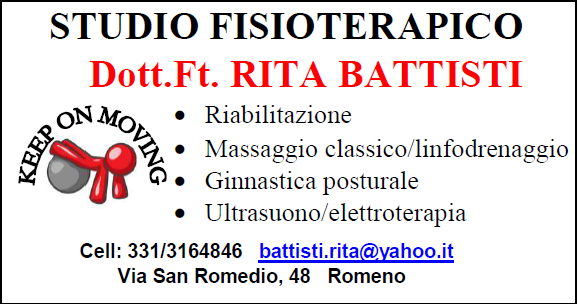 STUDIO FISIOTERAPICO
Dott.Ft. RITA BATTISTI
KEEP ON MOVING
• Riabilitazione
• Massaggio classico/linfodrenaggio
• Ginnastica posturale
• Ultrasuono/elettroterapia
Cell: 331/3164846 battisti.rita@yahoo.it
Via San Romedio, 48 Romeno